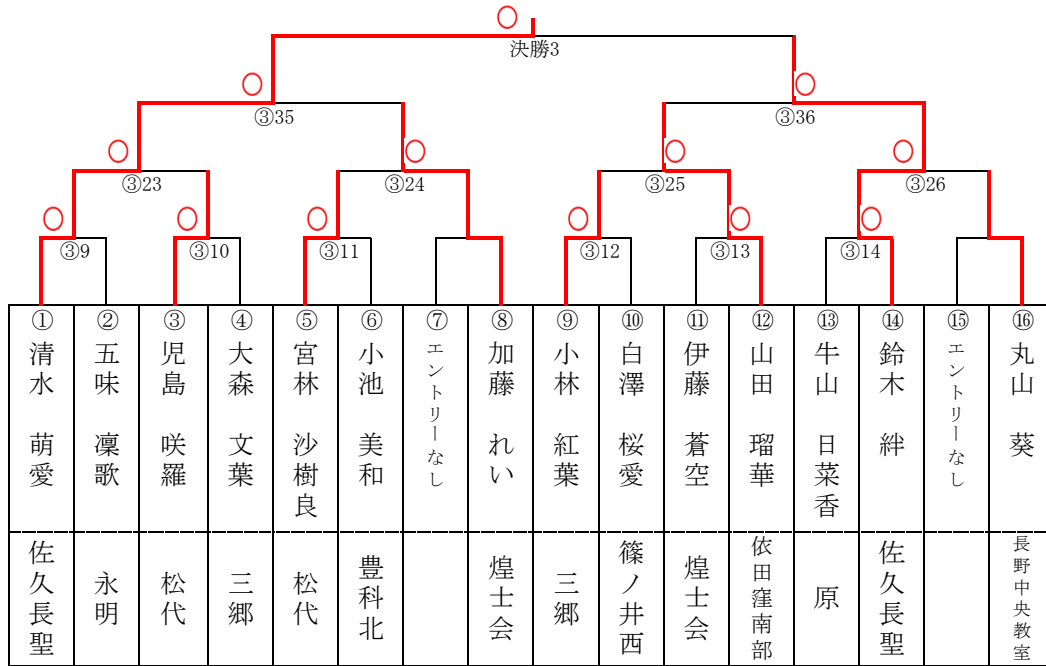 決勝3
③35
③36
③23
③24
③25
③26
③9
③10
③11
③12
③13
③14
①
清水 萌愛
佐久長聖
②
五味 凜歌
永明
③
児島 咲羅
松代
④
大森 文葉
三郷
⑤
宮林 沙樹良
松代
⑥
小池 美和
豊科北
⑦
エントリーなし
⑧
加藤 れい
煌士会
⑨
小林 紅葉
三郷
⑩
白澤 桜愛
篠ノ井西
⑪
伊藤 蒼空
煌士会
⑫
山田 瑠華
依田窪南部
⑬
牛山 日菜香
原
⑭
鈴木 絆
佐久長聖
⑮
エントリーなし
⑯
丸山 葵
長野中央教室